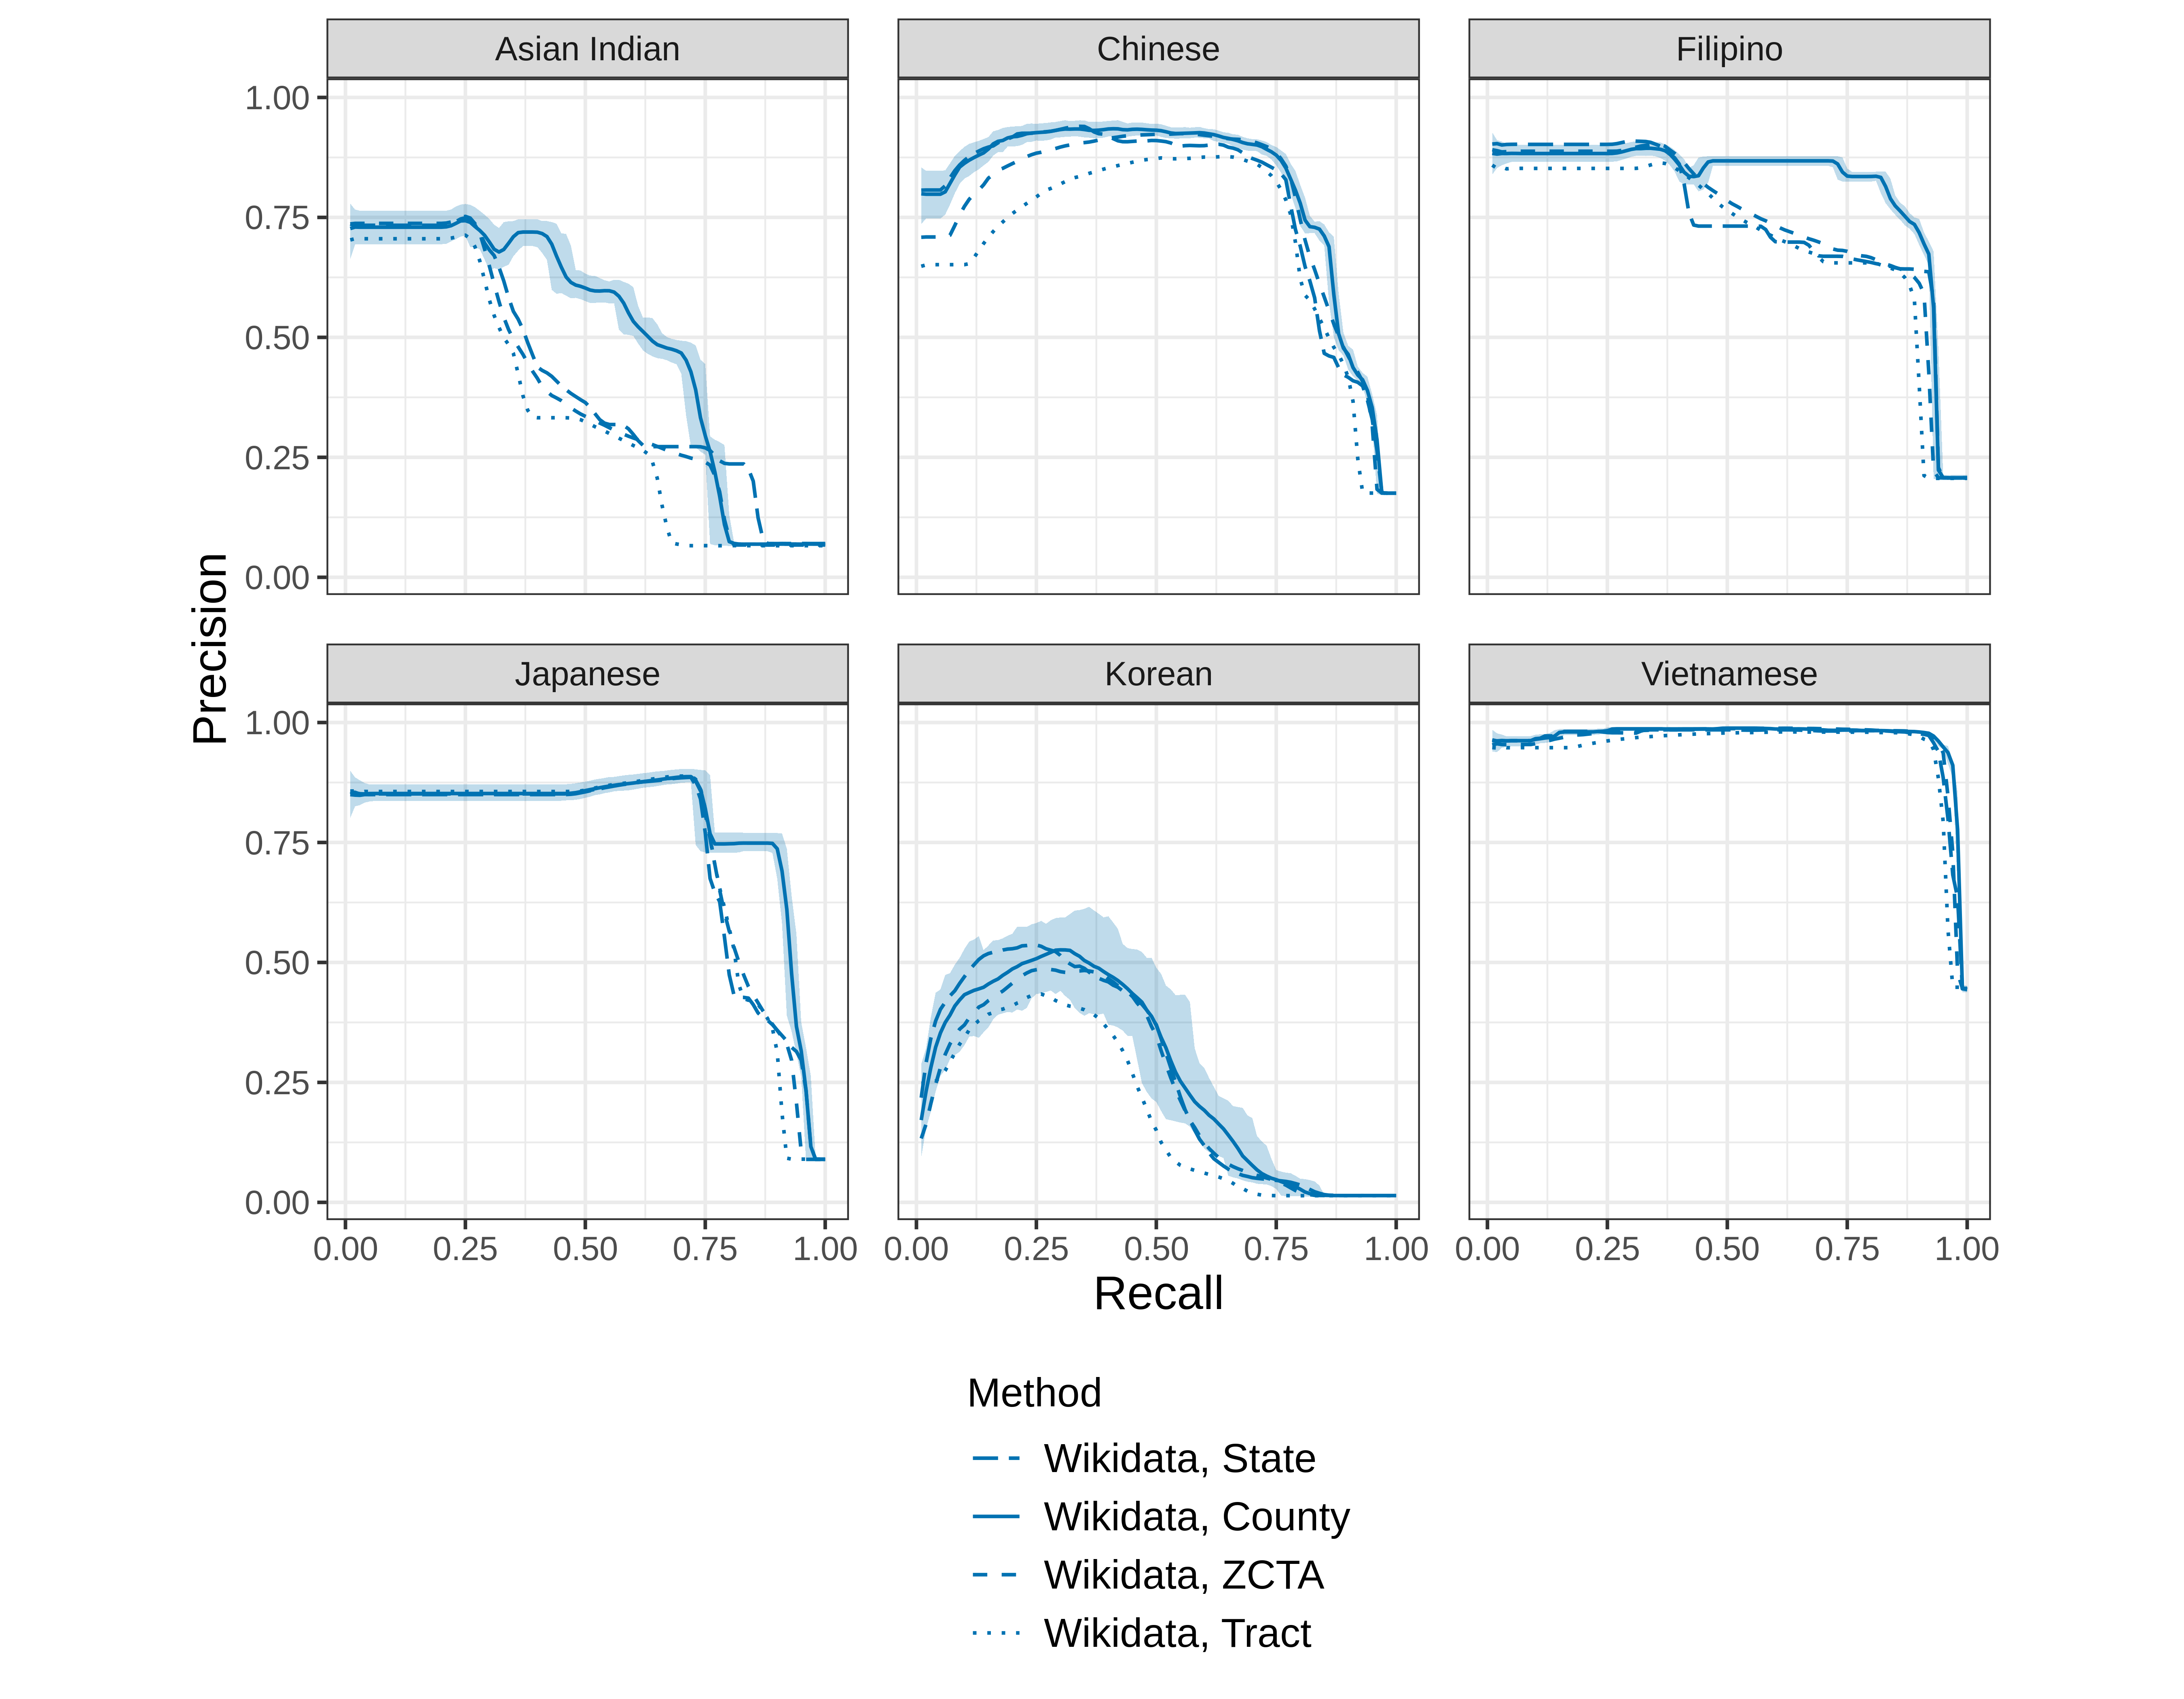 Asian Indian
Chinese
Filipino
1.00
0.75
0.50
0.25
0.00
Precision
Japanese
Korean
Vietnamese
1.00
0.75
0.50
0.25
0.00
0.00 0.25 0.50 0.75 1.00
0.00 0.25 0.50 0.75 1.00
0.00 0.25 0.50 0.75 1.00
Recall
Method
Wikidata, State
Wikidata, County
Wikidata, ZCTA
Wikidata, Tract